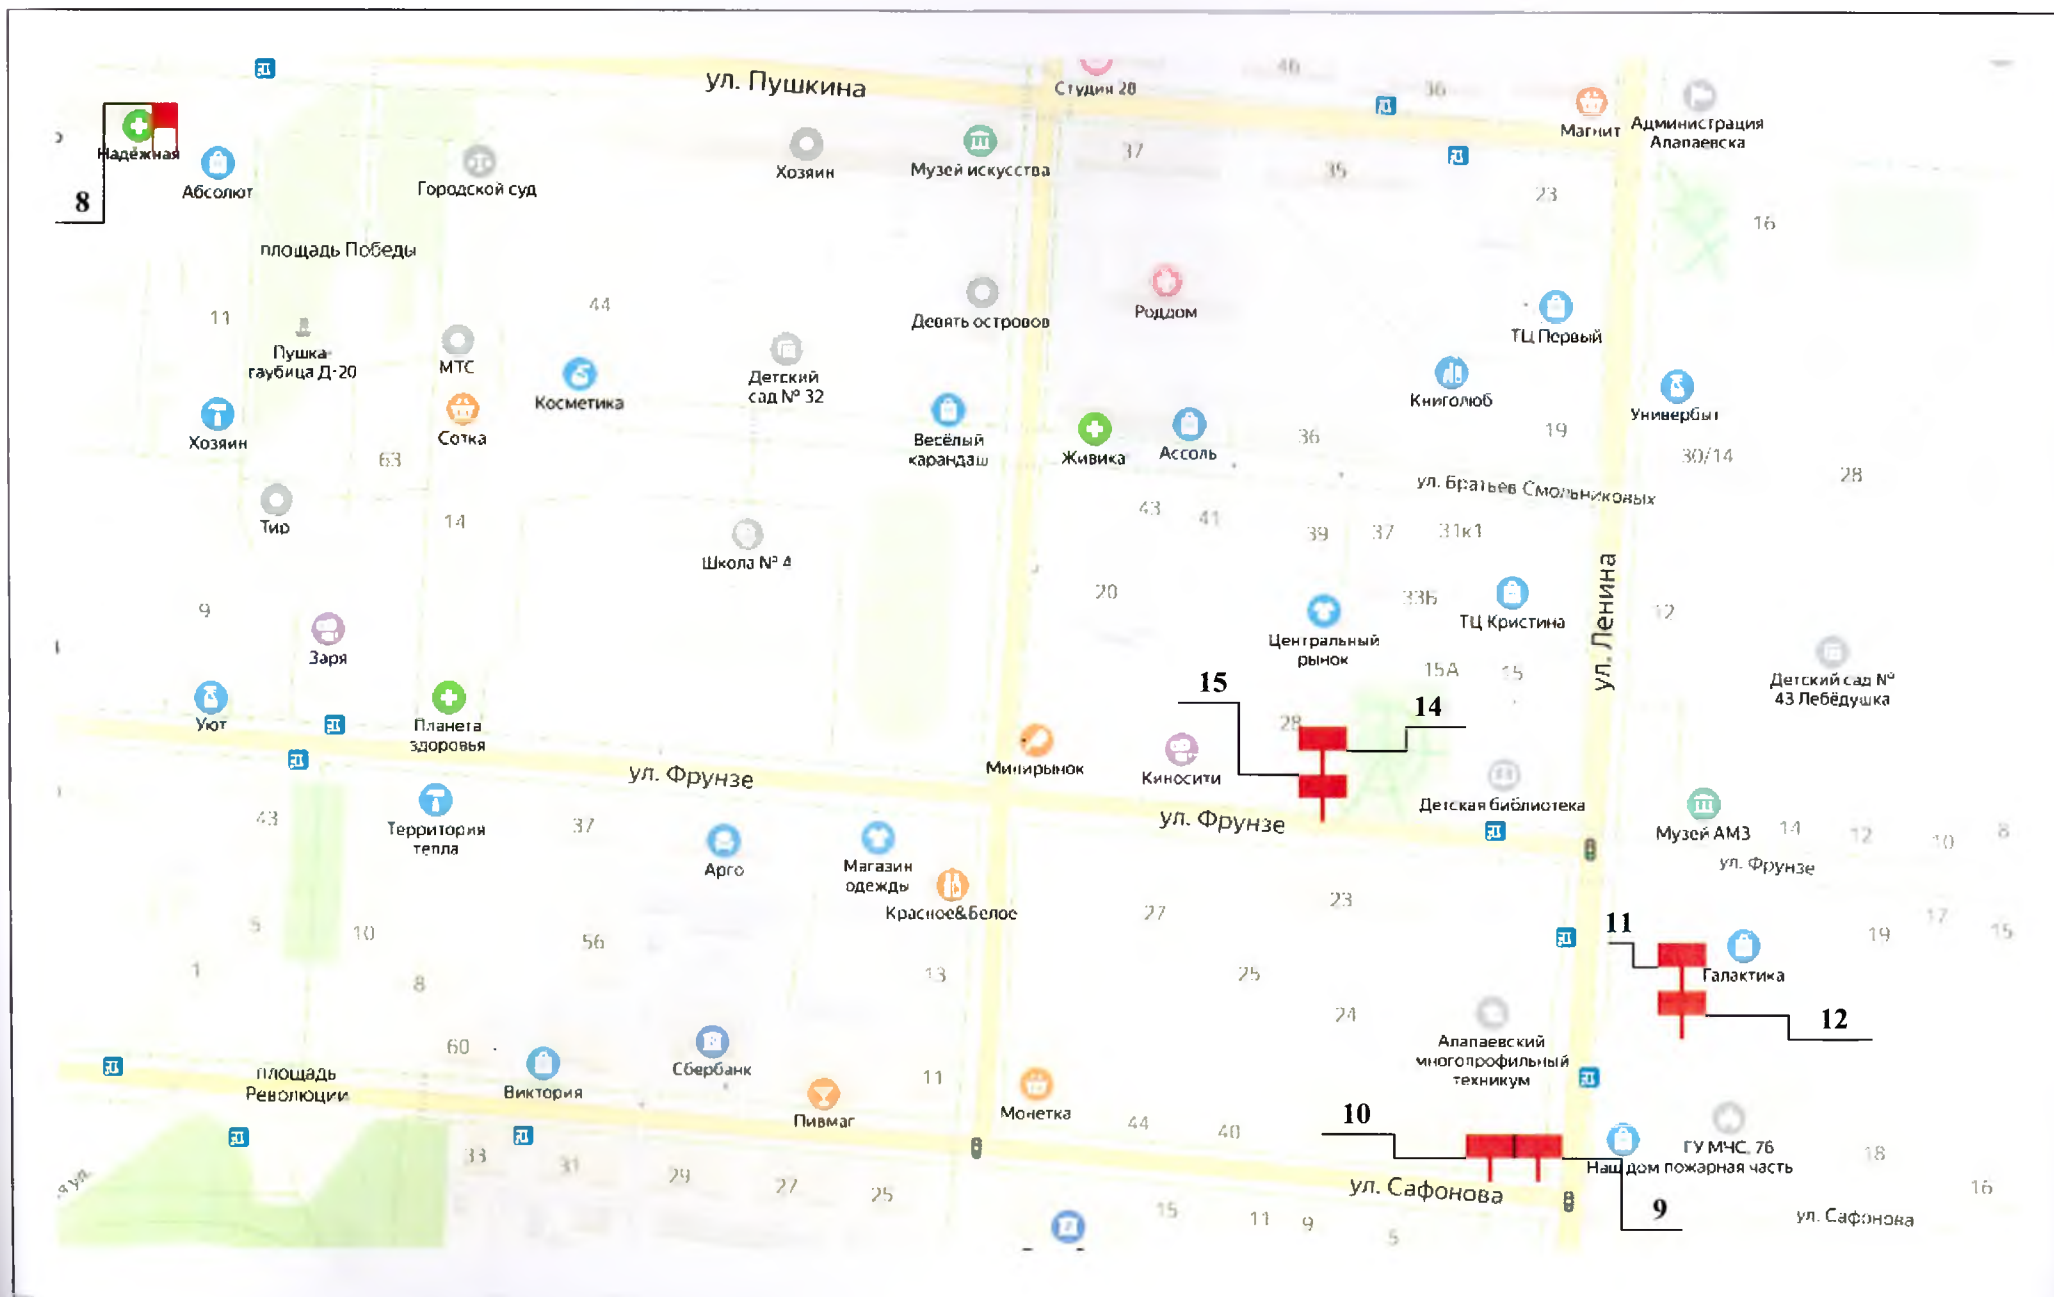 ул. Пушкина
Студия 20
40
36
Магнит
Администрация
Алапаевска
Надёжная
Абсолют
8
Городской суд
Хозяин
Музей искусства
37
35
23
16
площадь Победы
11
Пушка-
гаубица Д-20
44
МТС
Девять островов
Роддом
ТЦ Первый
Хозяин
Сотка
Косметика
Детский
сад № 32
Весёлый
карандаш
Живика
Ассоль
36
Книголюб
19
Универбыт
30/14
28
63
ул. Братьев Смольниковых
Тир
14
Школа № 4
43
41
39
37
31к1
ул. Ленина
9
Заря
20
Центральный
рынок
33Б
ТЦ Кристина
12
15А
15
Детский сад №
43 Лебёдушка
Уют
Планета
здоровья
15
28
14
ул. Фрунзе
Минирынок
Киносити
ул. Фрунзе
Детская библиотека
Музей АМЗ
14
12
10
8
ул. Фрунзе
43
Территория
тепла
37
Арго
Магазин
одежды
Красное&Белое
27
23
11
Галактика
19
17
15
5
10
56
1
8
13
25
24
12
Алапаевский
многопрофильный
техникум
60
площадь
Революции
Виктория
Сбербанк
Пивмаг
11
Монетка
44
40
10
Наш дом
ГУ МЧС, 76
пожарная часть
18
16
33
31
29
27
25
ул. Сафонова
15
11
9
5
9
ул. Сафонова
я ул.